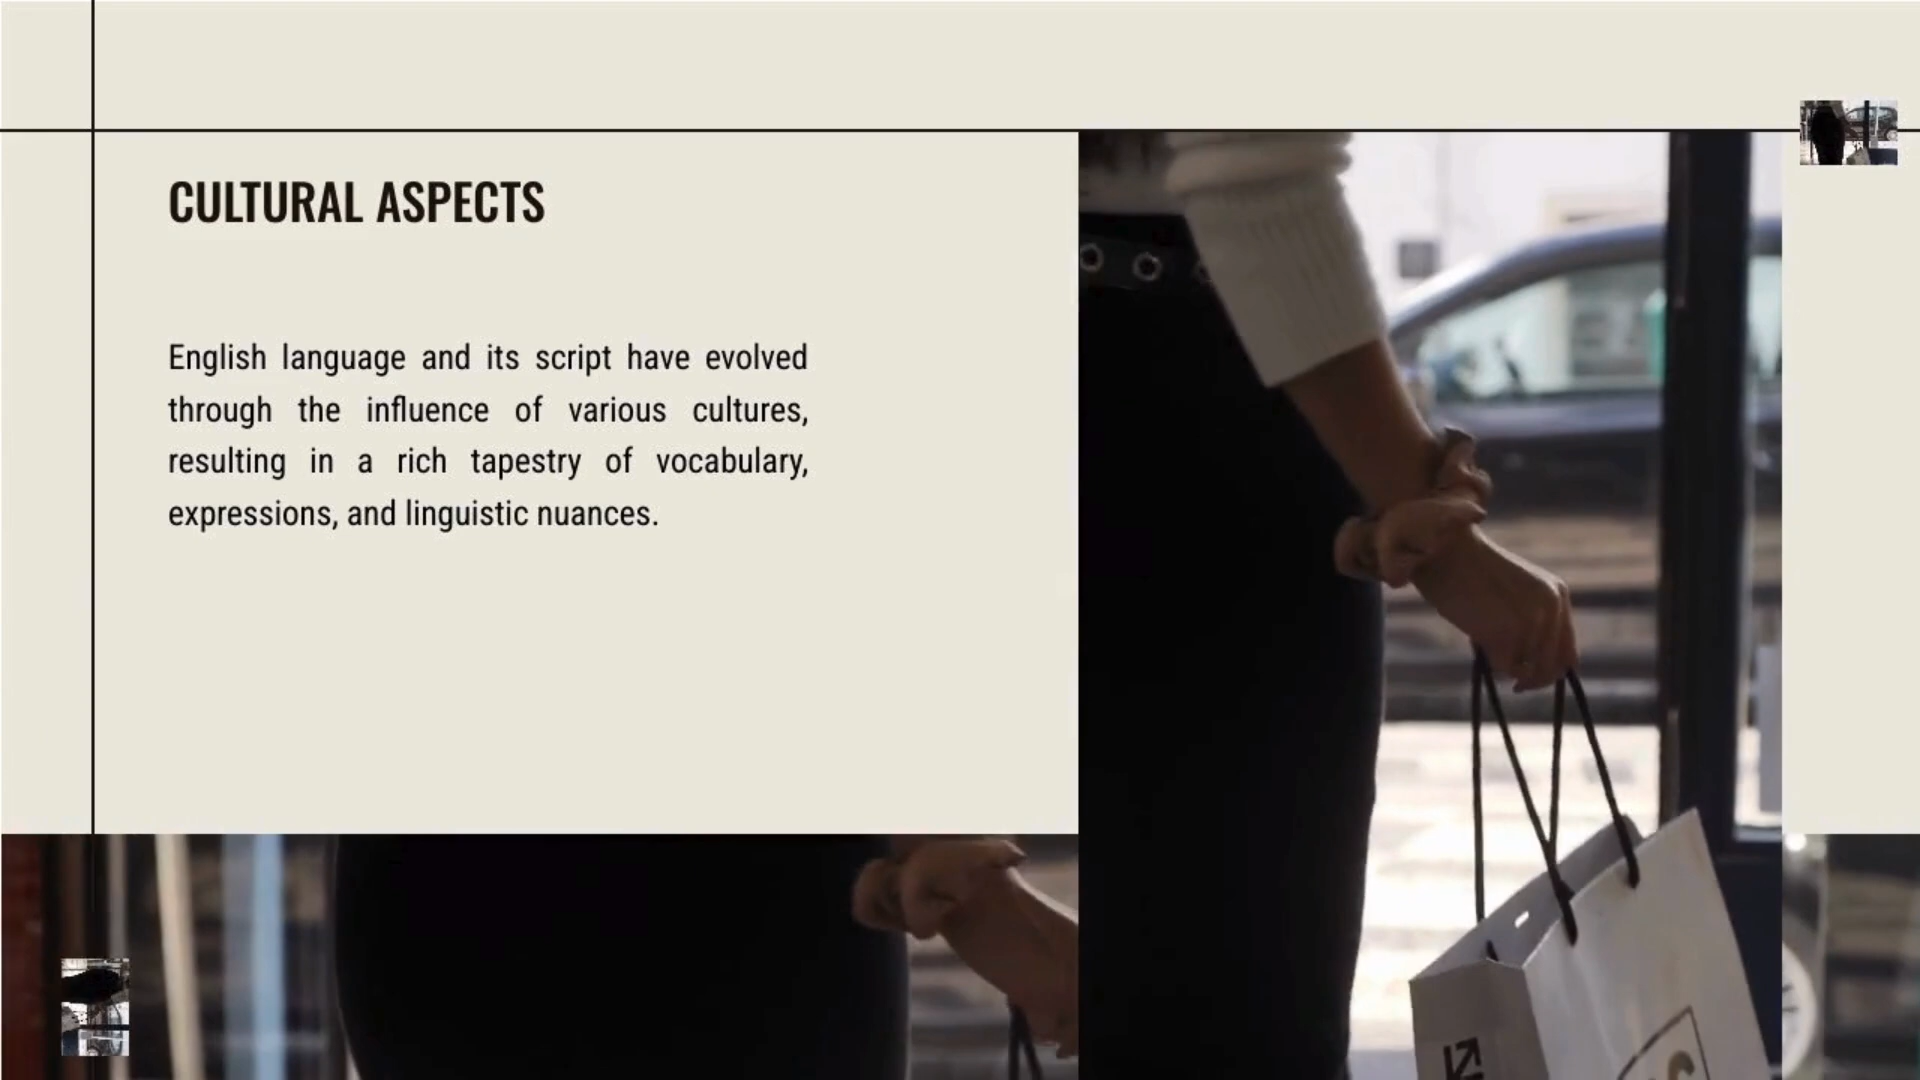 CULTURAL ASPECTS
English language and its script have evolved
through the influence of various cultures,
resulting in a rich tapestry of vocabulary,
expressions, and linguistic nuances.